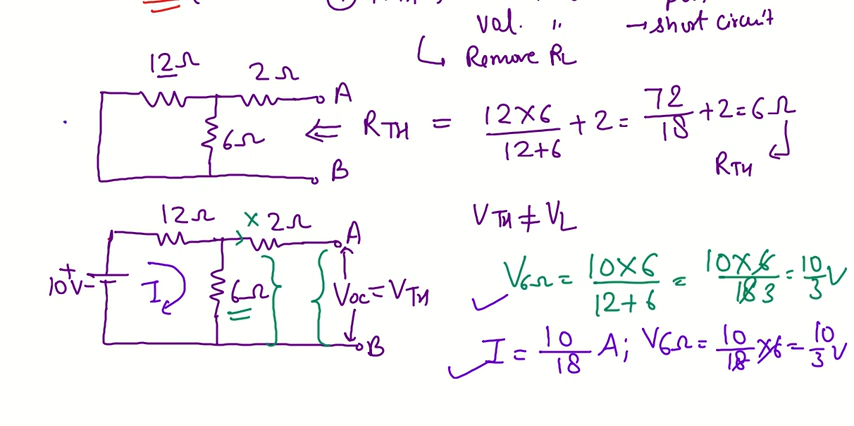 val. " → short circuit
Remove RL
12Ω
2Ω
A
6Ω
B
⇐ RTH = 12×6/12+6 + 2 = 72/18 + 2 = 6Ω
RTH
12Ω
× 2Ω
A
+
10V-
I
6Ω
VOC = VTH
B
VTH ≠ VL
V6Ω = 10×6/12+6 = 10×6/18 3 = 10/3 V
I = 10/18 A; V6Ω = 10/18 ×6 = 10/3 V